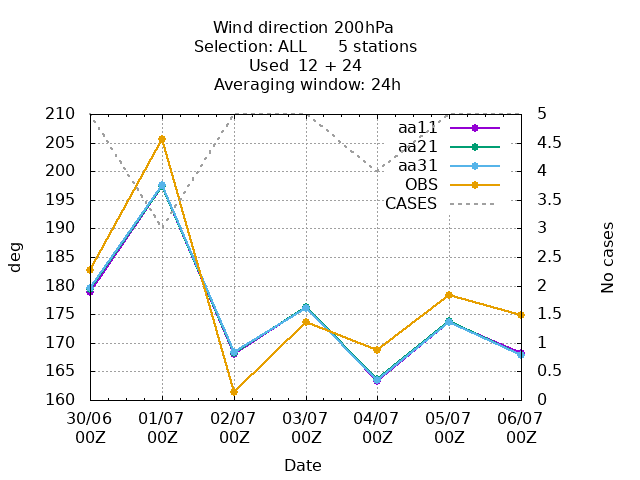 Wind direction 200hPa
Selection: ALL 5 stations
Used 12 + 24
Averaging window: 24h
210
205
200
195
190
185
180
175
170
165
160
deg
5
4.5
4
3.5
3
2.5
2
1.5
1
0.5
0
No cases
aa11
aa21
aa31
OBS
CASES
30/06 01/07 02/07 03/07 04/07 05/07 06/07
00Z 00Z 00Z 00Z 00Z 00Z 00Z
Date